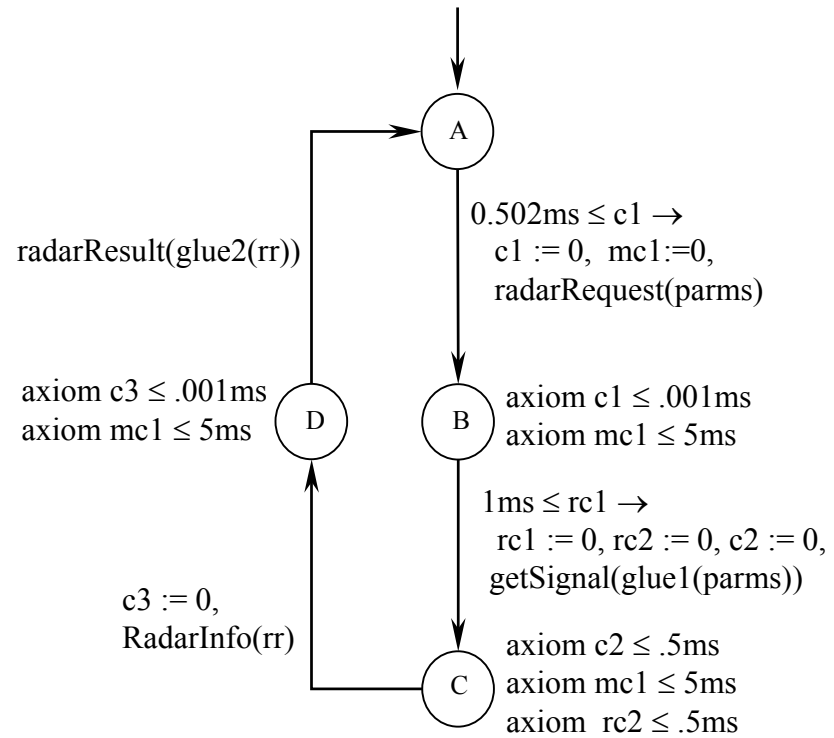 A
0.502ms ≤ c1 →
c1 := 0, mc1:=0,
radarRequest(parms)
radarResult(glue2(rr))
axiom c3 ≤ .001ms
axiom mc1 ≤ 5ms
D
B
axiom c1 ≤ .001ms
axiom mc1 ≤ 5ms
1ms ≤ rc1 →
rc1 := 0, rc2 := 0, c2 := 0,
getSignal(glue1(parms))
c3 := 0,
RadarInfo(rr)
C
axiom c2 ≤ .5ms
axiom mc1 ≤ 5ms
axiom rc2 ≤ .5ms